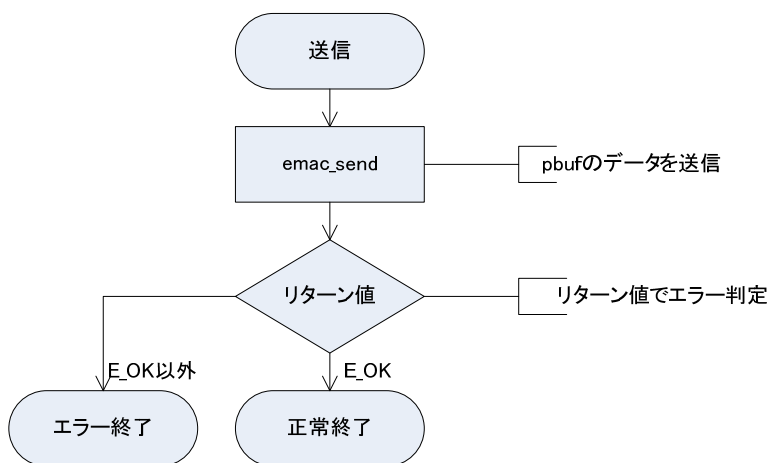 送信
emac_send
pbufのデータを送信
リターン値
リターン値でエラー判定
E_OK以外
E_OK
エラー終了
正常終了